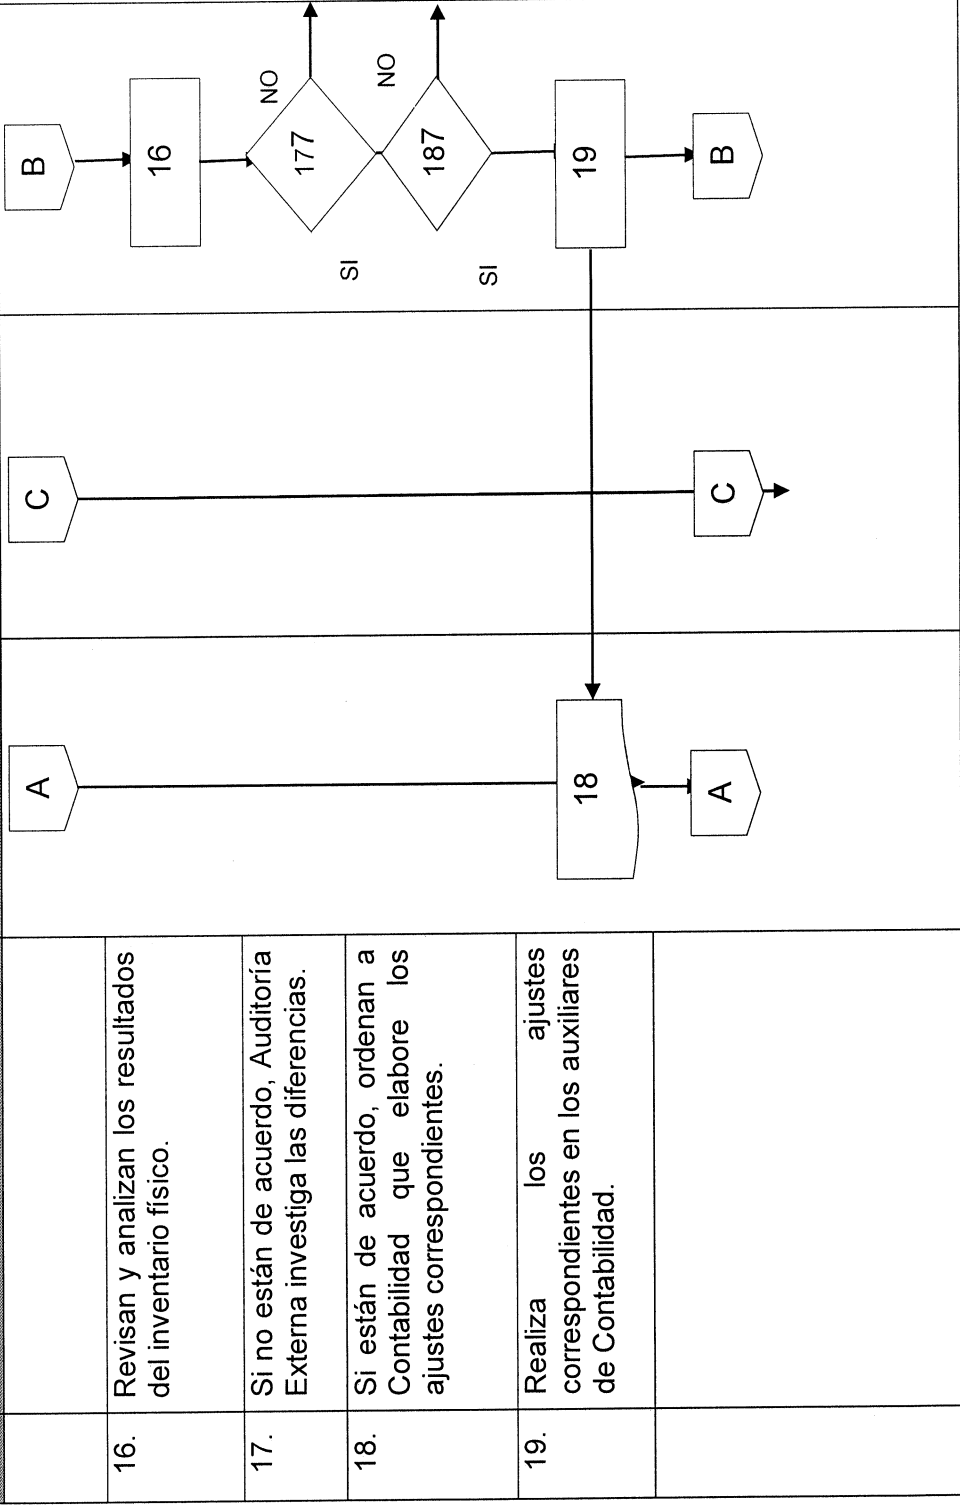 16. Revisan y analizan los resultados
del inventario físico.
17. Si no están de acuerdo, Auditoría
Externa investiga las diferencias.
18. Si están de acuerdo, ordenan a
Contabilidad que elabore los
ajustes correspondientes.
19. Realiza los ajustes
correspondientes en los auxiliares
de Contabilidad.
A
18
A
C
C
B
16
177
NO
SI
187
NO
SI
19
B